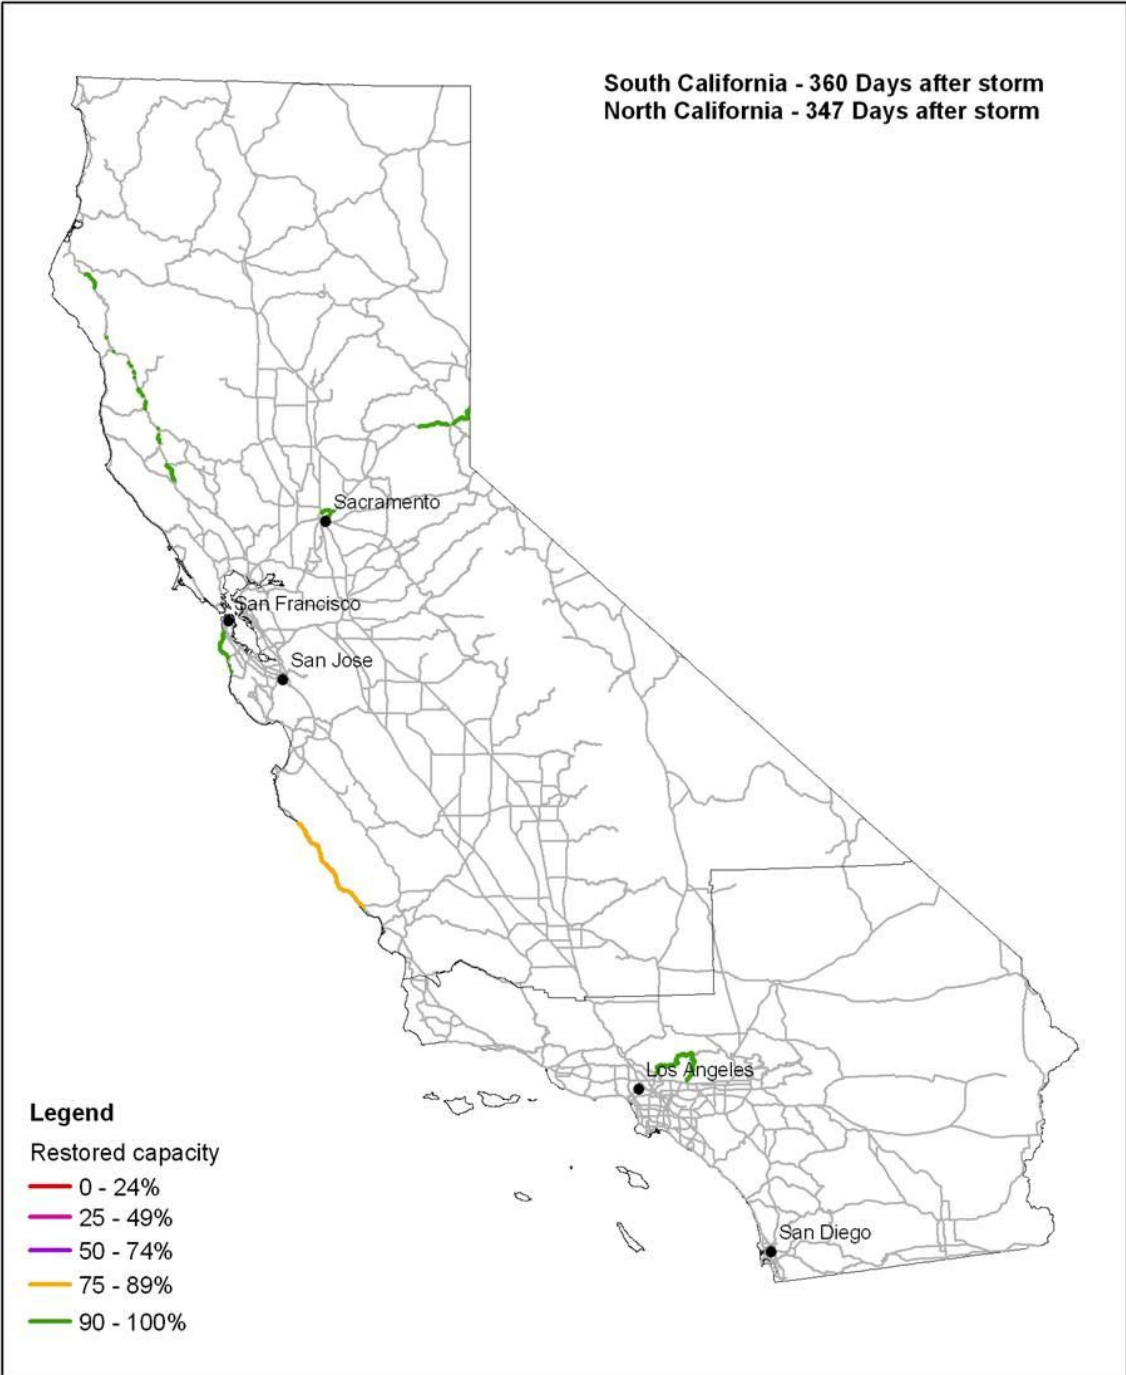 South California - 360 Days after storm
North California - 347 Days after storm
Sacramento
San Francisco
San Jose
Los Angeles
San Diego
Legend
Restored capacity
0 - 24%
25 - 49%
50 - 74%
75 - 89%
90 - 100%